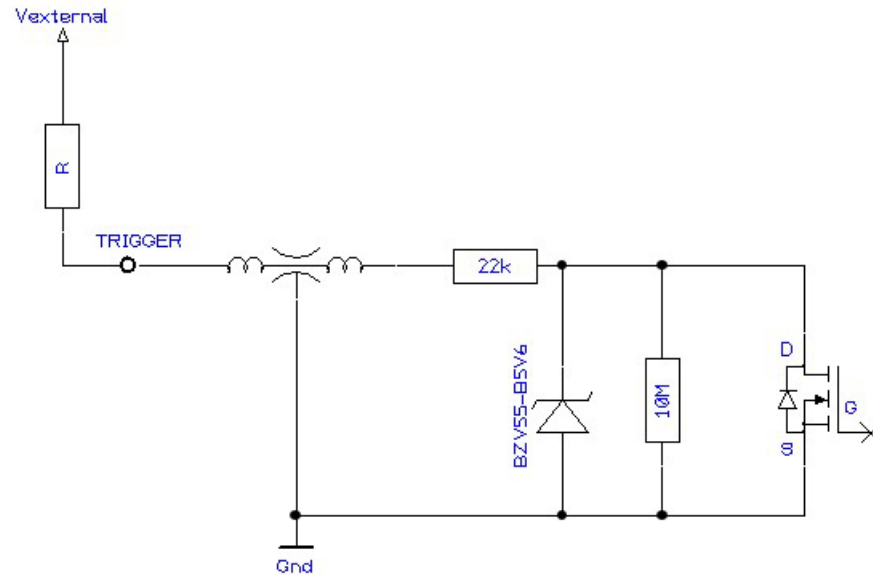 Vexternal
R
TRIGGER
22k
BZV55-B5V6
10M
D
G
S
Gnd